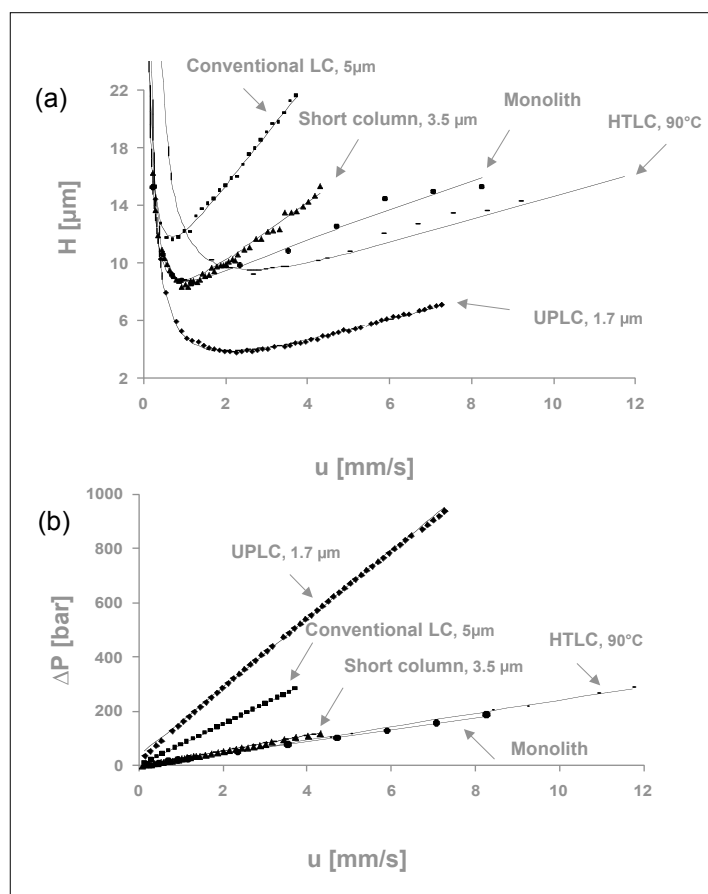 (a)
Conventional LC, 5µm
Short column, 3.5 µm
Monolith
HTLC, 90°C
UPLC, 1.7 µm
H [µm]
22
18
14
10
6
2
0 2 4 6 8 10 12
u [mm/s]
(b)
UPLC, 1.7 µm
Conventional LC, 5µm
Short column, 3.5 µm
HTLC, 90°C
Monolith
ΔP [bar]
1000
800
600
400
200
0
0 2 4 6 8 10 12
u [mm/s]